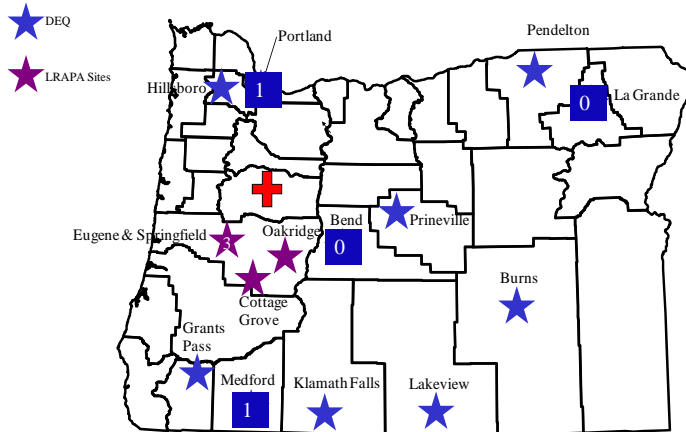 DEQ
LRAPA Sites
Portland
Pendelton
Hillsboro
1
0
La Grande
Eugene & Springfield
3
Oakridge
Bend
0
Prineville
Cottage
Grove
Burns
Grants
Pass
Medford
1
Klamath Falls
Lakeview